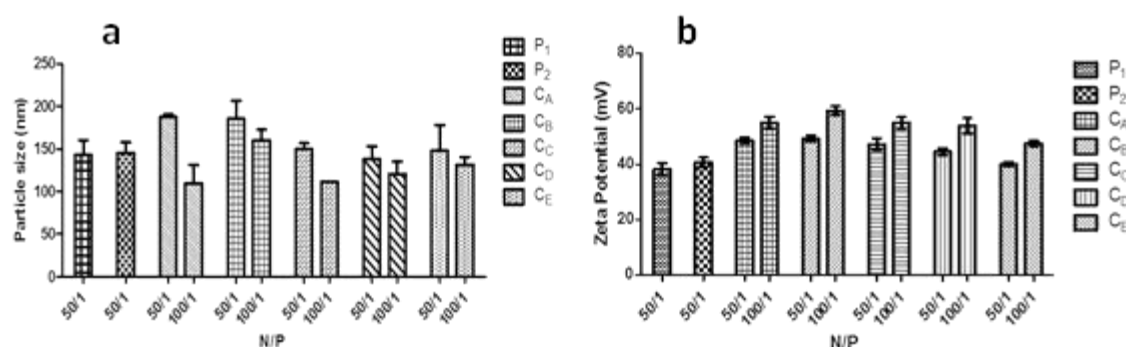 a
250
200
150
100
50
0
Particle size (nm)
50/1 50/1 50/1 100/1 50/1 100/1 50/1 100/1 50/1 100/1 50/1 100/1
N/P
P1
P2
CA
CB
CC
CD
CE
b
80
60
40
20
0
Zeta Potential (mV)
50/1 50/1 50/1 100/1 50/1 100/1 50/1 100/1 50/1 100/1 50/1 100/1
N/P
P1
P2
CA
CB
CC
CD
CE